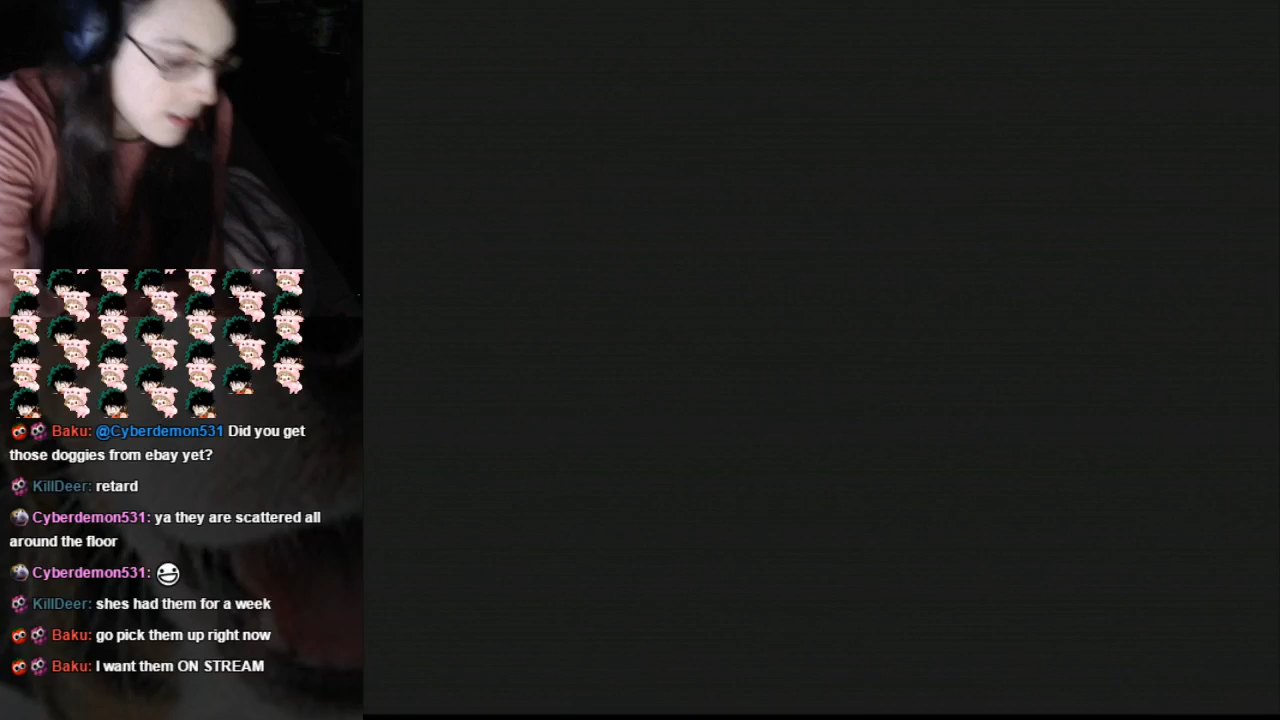 Baku: @Cyberdemon531 Did you get
those doggies from ebay yet?
KillDeer: retard
Cyberdemon531: ya they are scattered all
around the floor
Cyberdemon531:
KillDeer: shes had them for a week
Baku: go pick them up right now
Baku: I want them ON STREAM